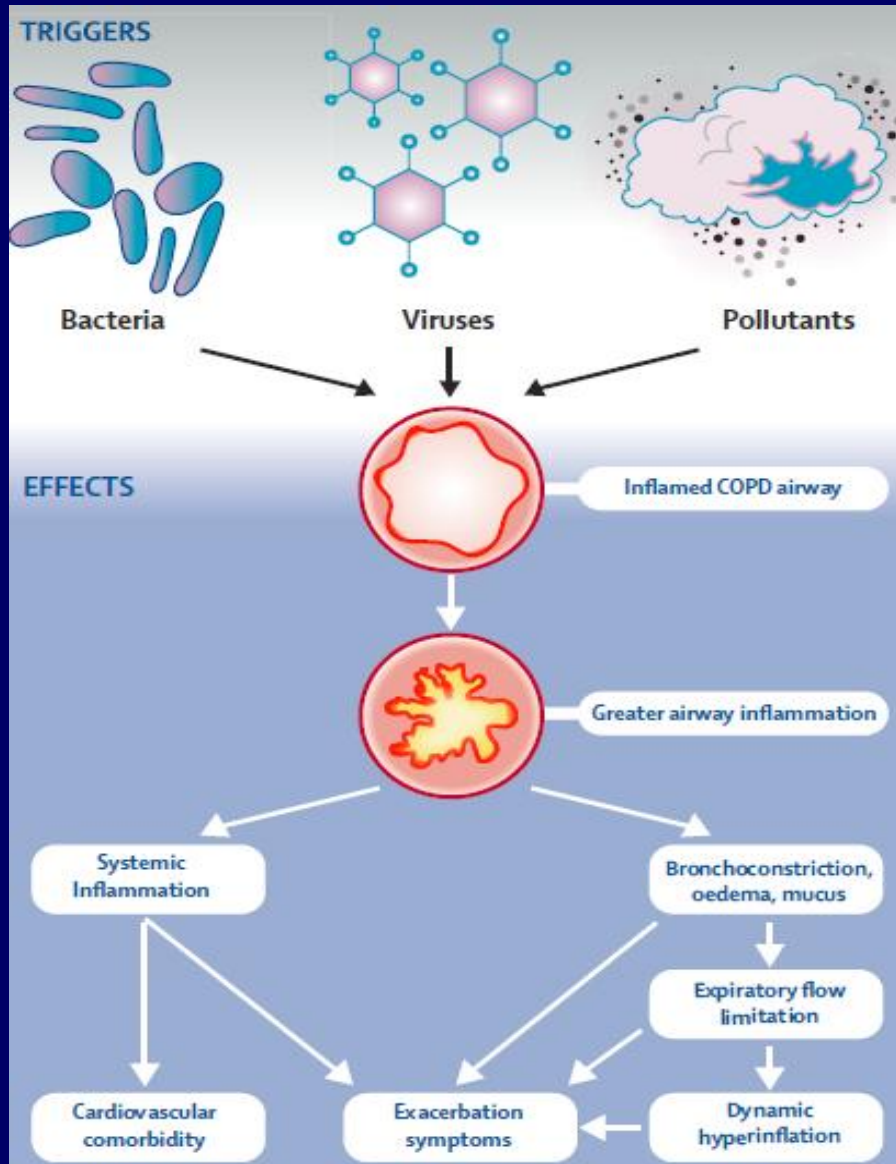 TRIGGERS
Bacteria
Viruses
Pollutants
EFFECTS
Inflamed COPD airway
Greater airway inflammation
Systemic
Inflammation
Bronchoconstriction,
oedema, mucus
Expiratory flow
limitation
Cardiovascular
comorbidity
Exacerbation
symptoms
Dynamic
hyperinflation